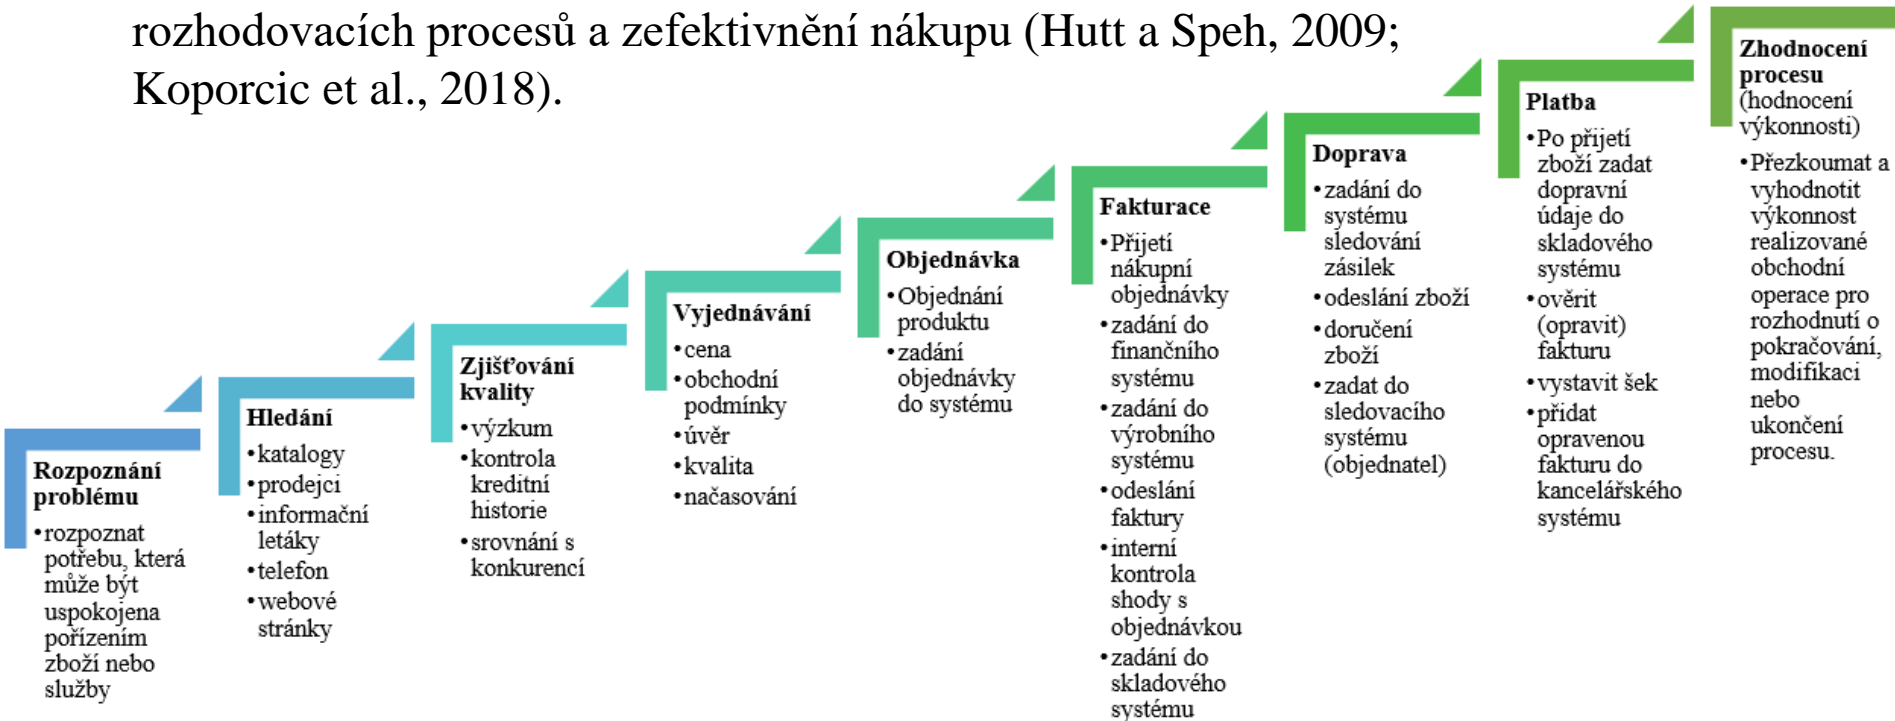 rozhodovacích procesů a zefektivnění nákupu (Hutt a Speh, 2009;
Koporcic et al., 2018).
Rozpoznání
problému
•rozpoznat
potřebu, která
může být
uspokojena
pořízením
zboží nebo
služby
Hledání
•katalogy
•prodejci
•informační
letáky
•telefon
•webové
stránky
Zjišťování
kvality
•výzkum
•kontrola
kreditní
historie
•srovnání s
konkurencí
Vyjednávání
•cena
•obchodní
podmínky
•úvěr
•kvalita
•načasování
Objednávka
•Objednání
produktu
•zadání
objednávky
do systému
Fakturace
•Přijetí
nákupní
objednávky
•zadání do
finančního
systému
•zadání do
výrobního
systému
•odeslání
faktury
•interní
kontrola
shody s
objednávkou
•zadání do
skladového
systému
Doprava
•zadání do
systému
sledování
zásilek
•odeslání zboží
•doručení
zboží
•zadat do
sledovacího
systému
(objednatel)
Platba
•Po přijetí
zboží zadat
dopravní
údaje do
skladového
systému
•ověrit
(opravit)
fakturu
•vystavit šek
•přidat
opravenou
fakturu do
kancelářského
systému
Zhodnocení
procesu
(hodnocení
výkonnosti)
•Přezkoumat a
vyhodnotit
výkonnost
realizované
obchodní
operace pro
rozhodnutí o
pokračování,
modifikaci
nebo
ukončení
procesu.